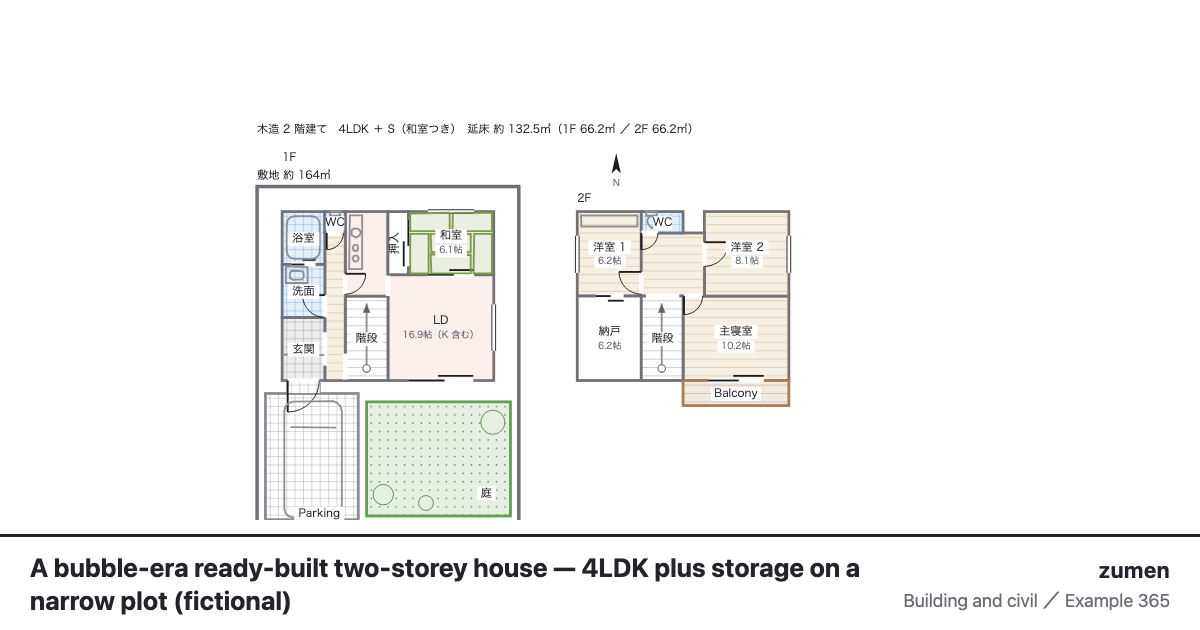 木造 2 階建て　4LDK ＋ S（和室つき）　延床 約 132.5㎡（1F 66.2㎡ ／ 2F 66.2㎡）
1F
敷地 約 164㎡
N
2F
浴室
WC
押入
和室
6.1帖
洗面
玄関
階段
LD
16.9帖（K 含む）
Parking
庭
洋室 1
6.2帖
WC
洋室 2
8.1帖
納戸
6.2帖
階段
主寝室
10.2帖
Balcony
A bubble-era ready-built two-storey house — 4LDK plus storage on a
narrow plot (fictional)
zumen
Building and civil ／ Example 365